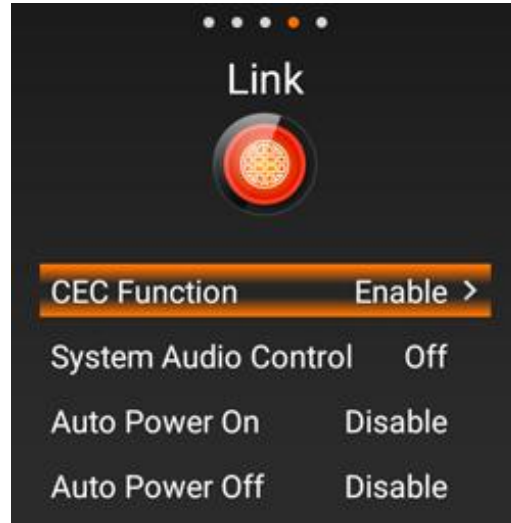 Link
CEC Function Enable >
System Audio Control Off
Auto Power On Disable
Auto Power Off Disable